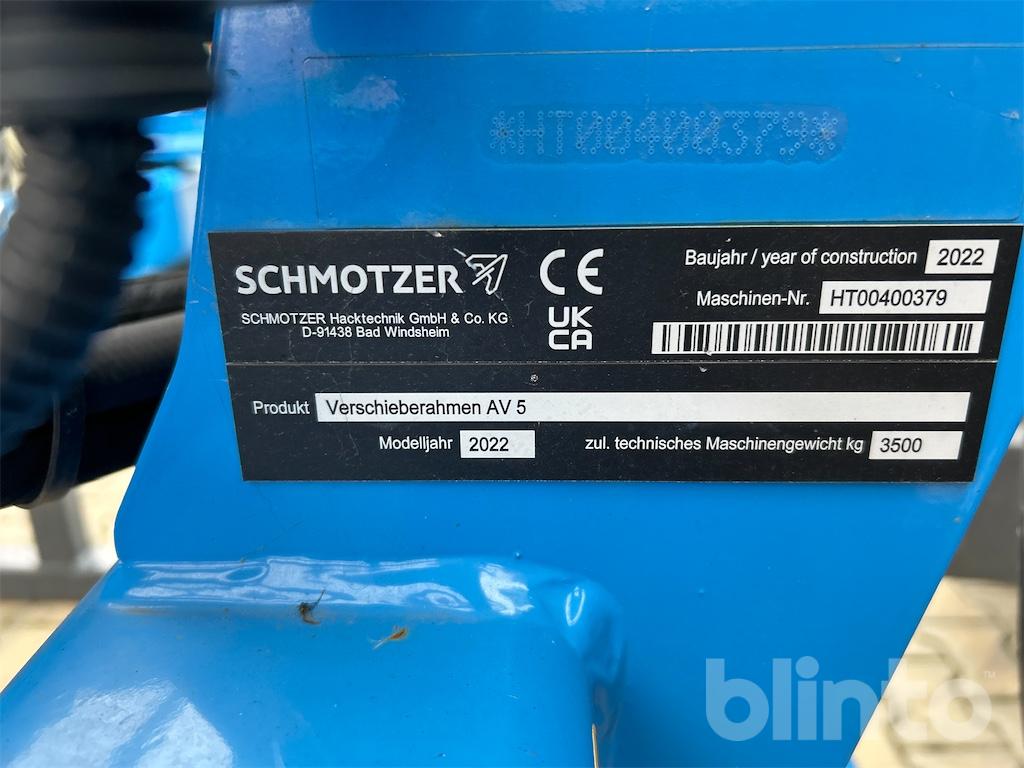 *HT00400379*
SCHMOTZER
CE
UK
CA
SCHMOTZER Hacktechnik GmbH & Co. KG
D-91438 Bad Windsheim
Baujahr / year of construction 2022
Maschinen-Nr. HT00400379
Produkt Verschieberahmen AV 5
Modelljahr 2022 zul. technisches Maschinengewicht kg 3500
blinto™